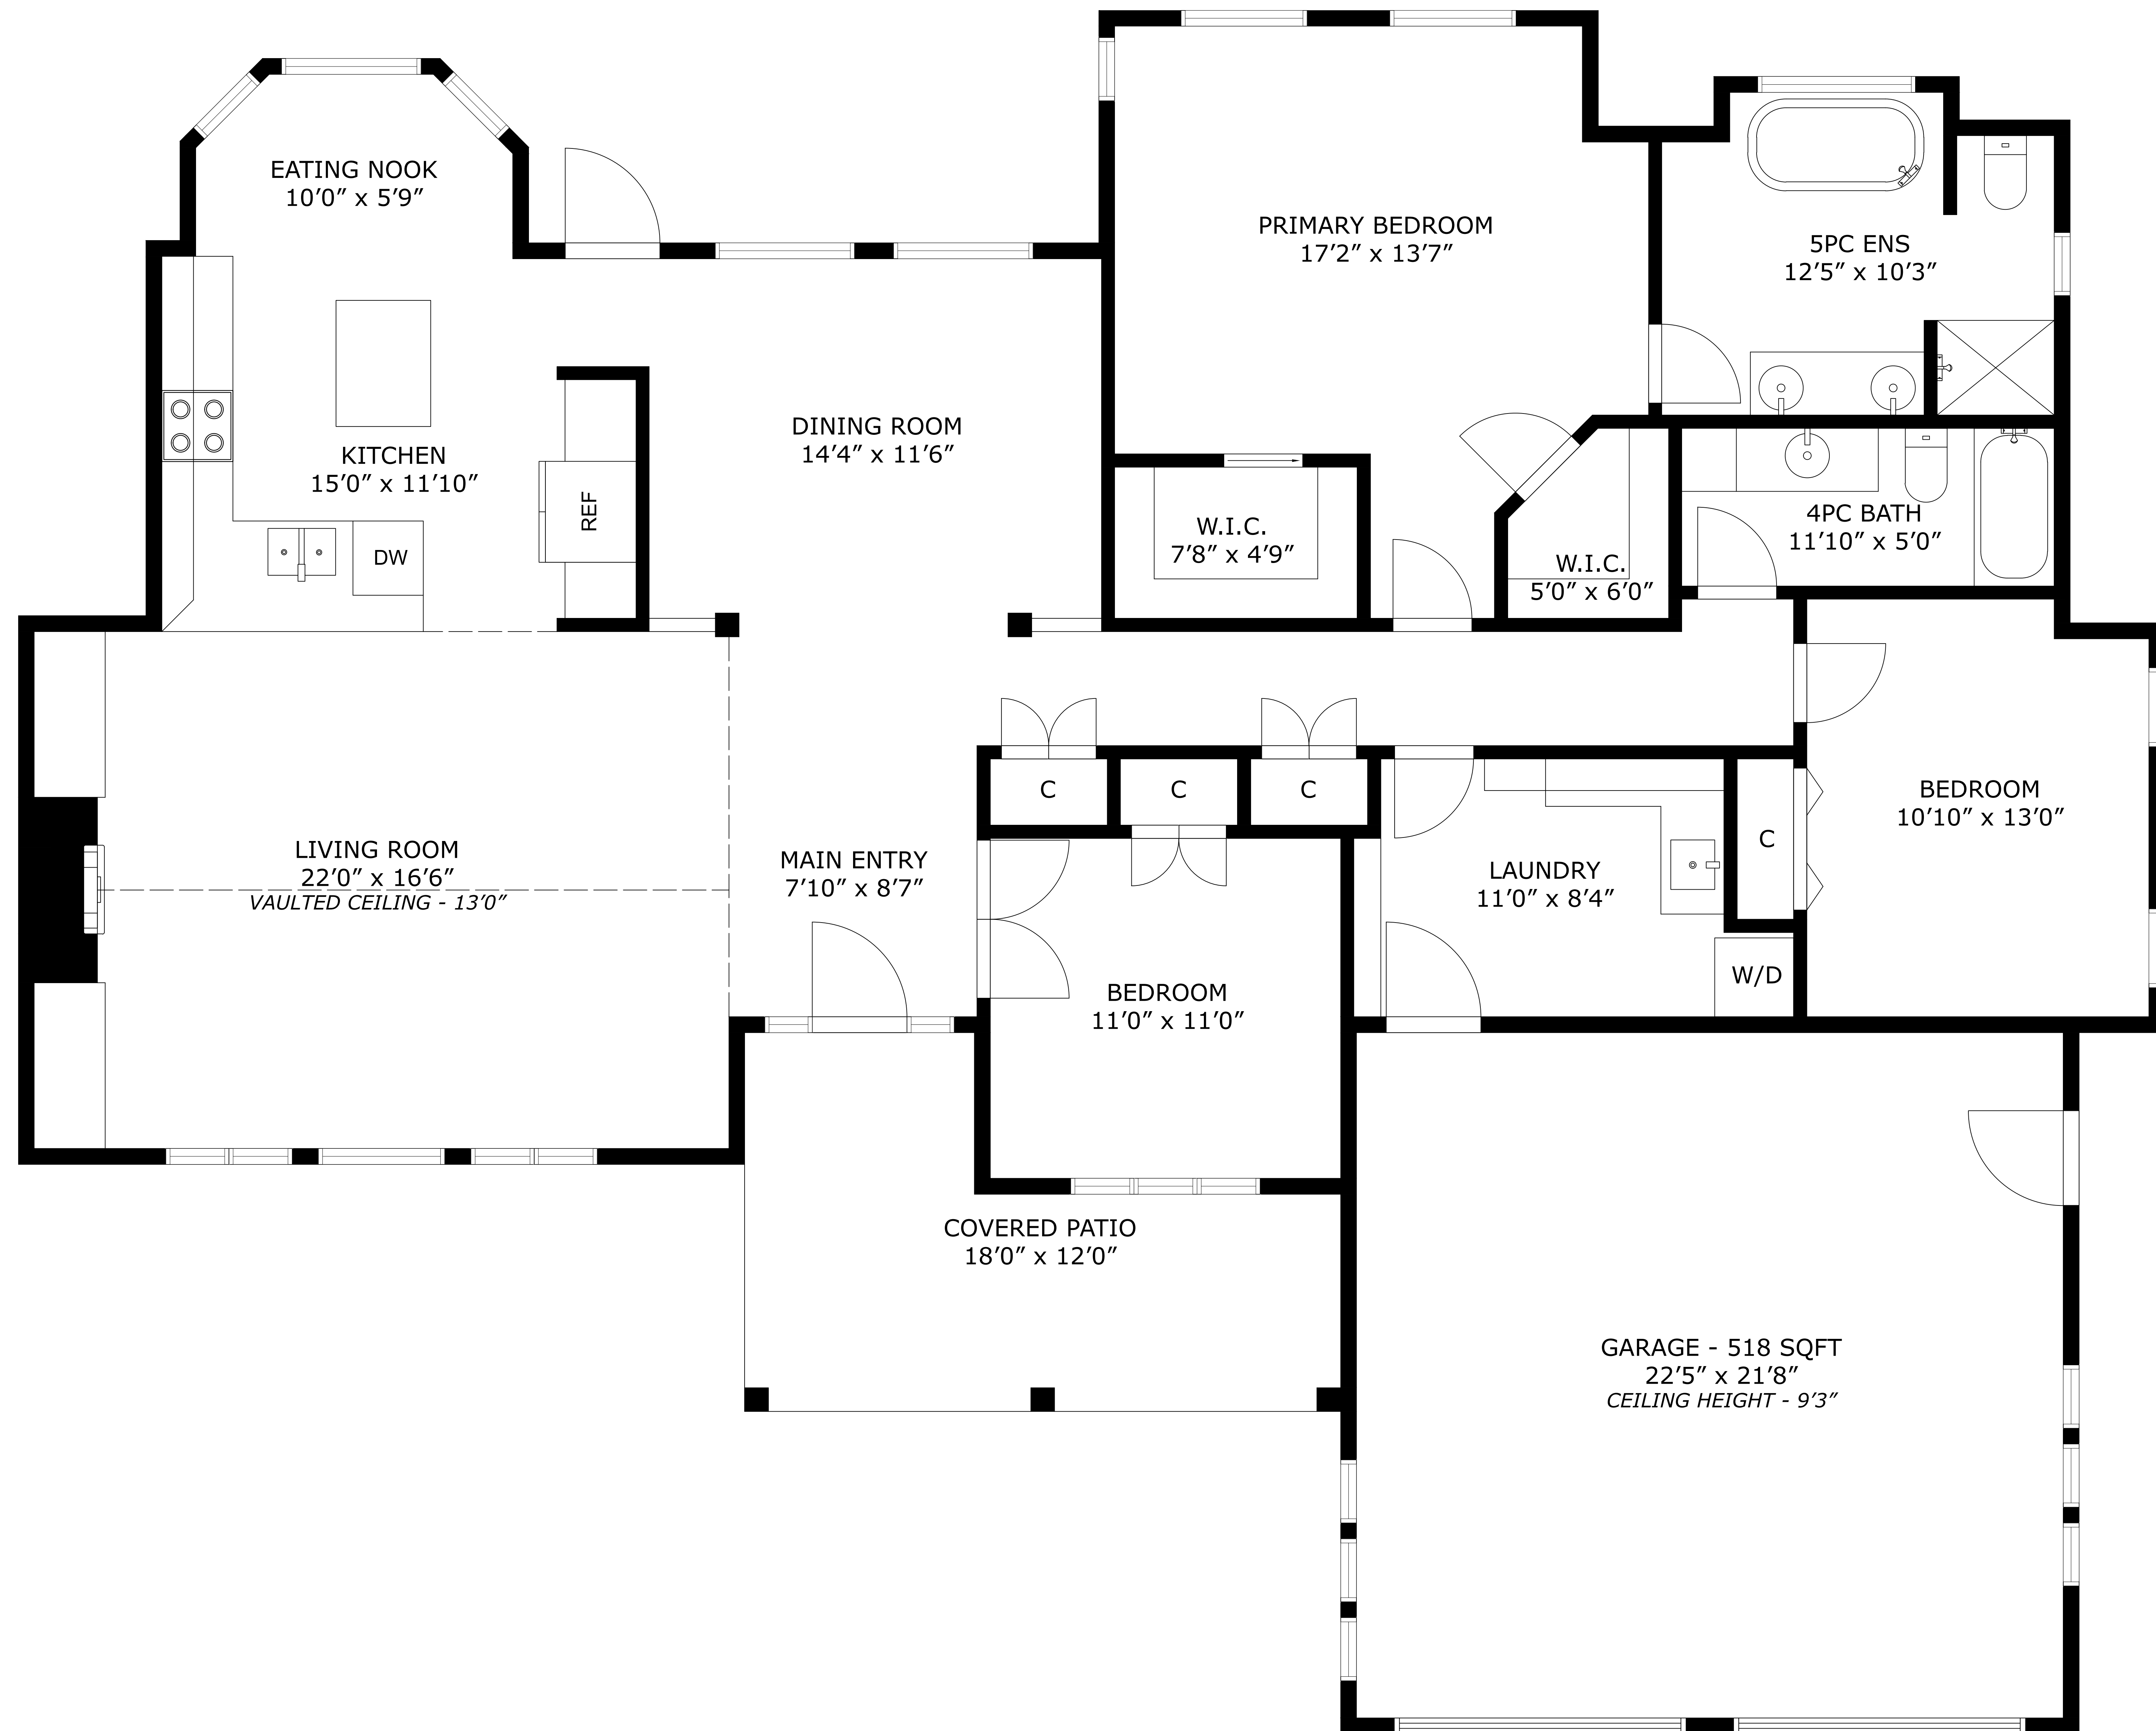 EATING NOOK
10’0” x 5’9”
PRIMARY BEDROOM
17’2” x 13’7”
5PC ENS
12’5” x 10’3”
DINING ROOM
14’4” x 11’6”
KITCHEN
15’0” x 11’10”
REF
DW
W.I.C.
7’8” x 4’9”
W.I.C.
5’0” x 6’0”
4PC BATH
11’10” x 5’0”
C
C
C
C
BEDROOM
10’10” x 13’0”
LIVING ROOM
22’0” x 16’6”
VAULTED CEILING - 13’0”
MAIN ENTRY
7’10” x 8’7”
LAUNDRY
11’0” x 8’4”
W/D
BEDROOM
11’0” x 11’0”
COVERED PATIO
18’0” x 12’0”
GARAGE - 518 SQFT
22’5” x 21’8”
CEILING HEIGHT - 9’3”